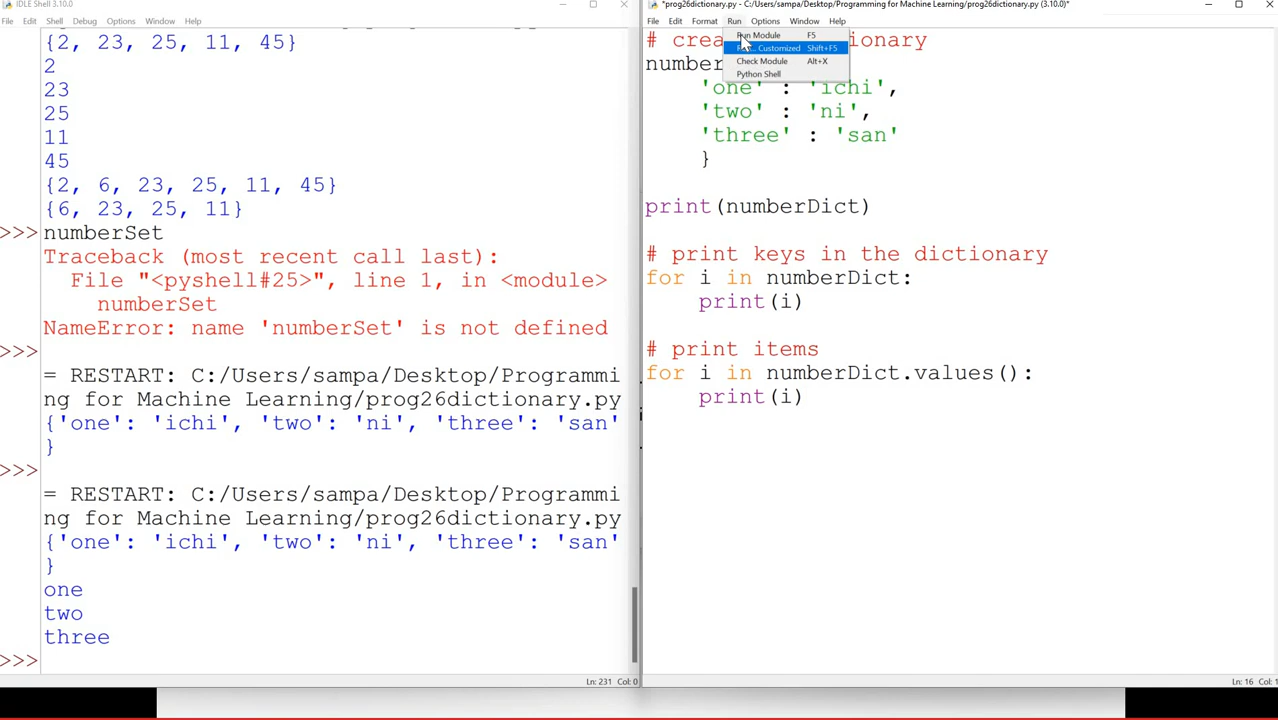 IDLE Shell 3.10.0
File Edit Shell Debug Options Window Help
{2, 23, 25, 11, 45}
2
23
25
11
45
{2, 6, 23, 25, 11, 45}
{6, 23, 25, 11}
>>> numberSet
Traceback (most recent call last):
File "<pyshell#25>", line 1, in <module>
numberSet
NameError: name 'numberSet' is not defined
>>>
= RESTART: C:/Users/sampa/Desktop/Programmi
ng for Machine Learning/prog26dictionary.py
{'one': 'ichi', 'two': 'ni', 'three': 'san'
}
>>>
= RESTART: C:/Users/sampa/Desktop/Programmi
ng for Machine Learning/prog26dictionary.py
{'one': 'ichi', 'two': 'ni', 'three': 'san'
}
one
two
three
>>>
Ln: 231 Col: 0
*prog26dictionary.py - C:/Users/sampa/Desktop/Programming for Machine Learning/prog26dictionary.py (3.10.0)*
File Edit Format Run Options Window Help
Run Module F5
Customized Shift+F5
Check Module Alt+X
Python Shell
# crea ionary
number
'one' : 'ichi',
'two' : 'ni',
'three' : 'san'
}
print(numberDict)
# print keys in the dictionary
for i in numberDict:
print(i)
# print items
for i in numberDict.values():
print(i)
Ln: 16 Col: 1